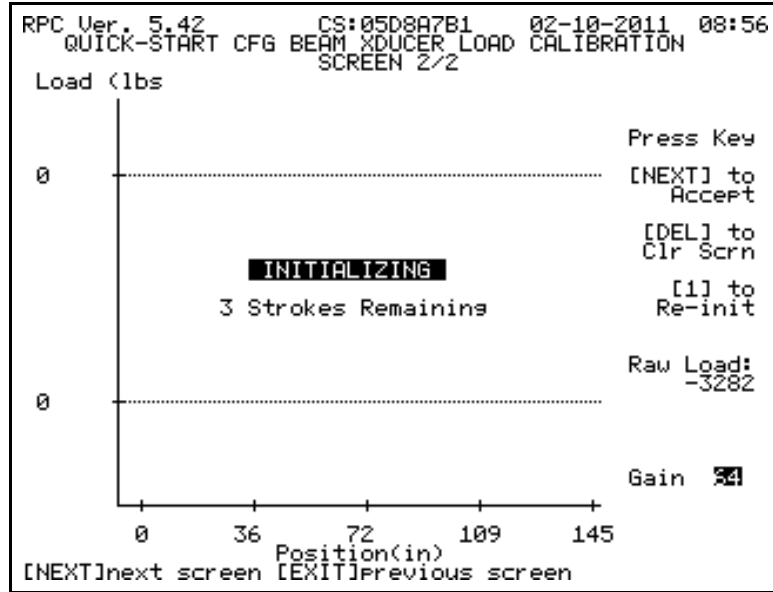 RPC Ver. 5.42 CS:05D8A7B1 02-10-2011 08:56
QUICK-START CFG BEAM XDUCER LOAD CALIBRATION
SCREEN 2/2
Load (lbs
Press Key
0
[NEXT] to
Accept
[DEL] to
Clr Scrn
INITIALIZING
[1] to
3 Strokes Remaining
Re-init
Raw Load:
-3282
0
Gain 64
0 36 72 109 145
Position(in)
[NEXT]next screen [EXIT]previous screen